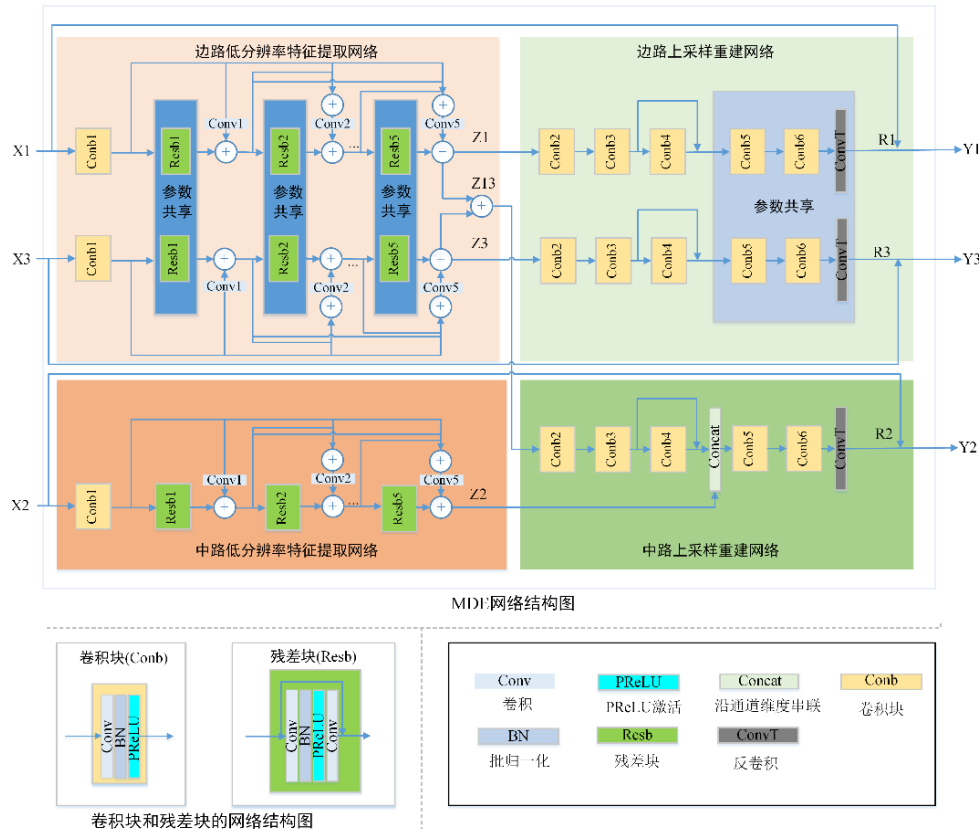 边路低分辨率特征提取网络
边路上采样重建网络
X1
Conb1
Resb1
Conv1
Resb2
Conv2
...
Resb5
Conv5
Z1
Conb2
Conb3
Conb4
Conb5
Conb6
ConvT
R1
Y1
参数
共享
参数
共享
参数
共享
Z13
参数共享
X3
Conb1
Resb1
Conv1
Resb2
Conv2
...
Resb5
Conv5
Z3
Conb2
Conb3
Conb4
Conb5
Conb6
ConvT
R3
Y3
X2
Conb1
Resb1
Conv1
Resb2
Conv2
...
Resb5
Conv5
Z2
Conb2
Conb3
Conb4
Concat
Conb5
Conb6
ConvT
R2
Y2
中路低分辨率特征提取网络
中路上采样重建网络
MDE网络结构图
卷积块(Conb)
Conv
BN
PReLU
残差块(Resb)
Conv
BN
PReLU
Conv
卷积块和残差块的网络结构图
Conv
卷积
PReLU
PReLU激活
Concat
沿通道维度串联
Conb
卷积块
BN
批归一化
Resb
残差块
ConvT
反卷积